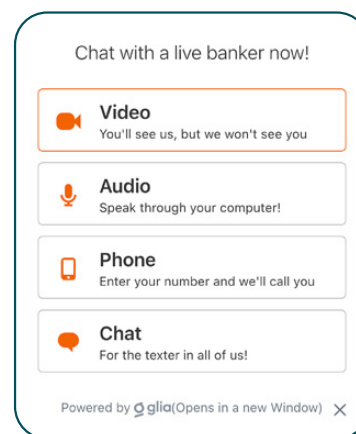 Chat with a live banker now!
Video
You'll see us, but we won't see you
Audio
Speak through your computer!
Phone
Enter your number and we'll call you
Chat
For the texter in all of us!
Powered by glia(Opens in a new Window)